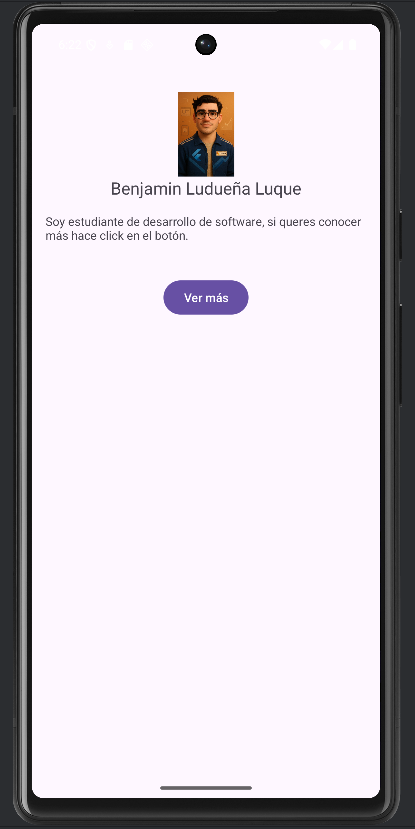 Benjamin Ludueña Luque
Soy estudiante de desarrollo de software, si queres conocer
más hace click en el botón.
Ver más